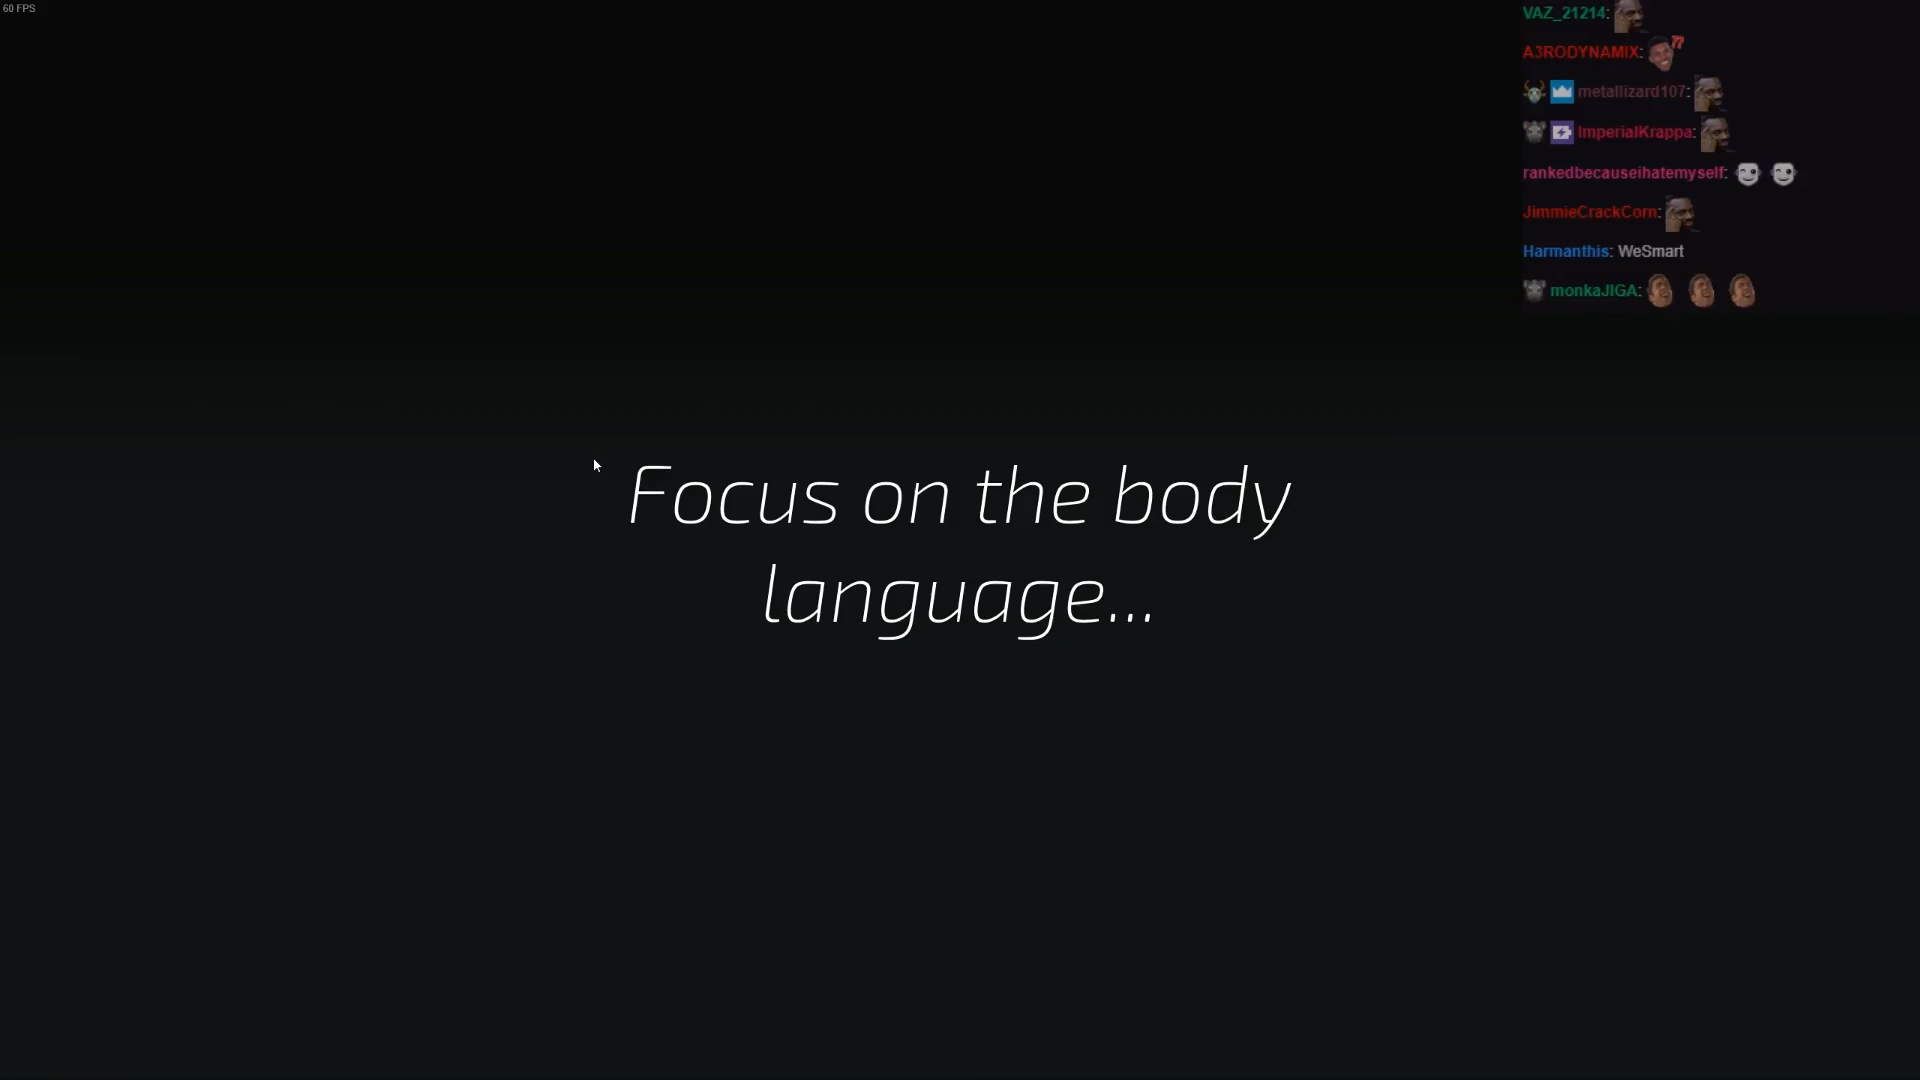 60 FPS
VAZ_21214:
A3RODYNAMIX:
metallizard107:
ImperialKrappa:
rankedbecauseihatemyself:
JimmieCrackCorn:
Harmanthis: WeSmart
monkaJIGA:
Focus on the body
language...